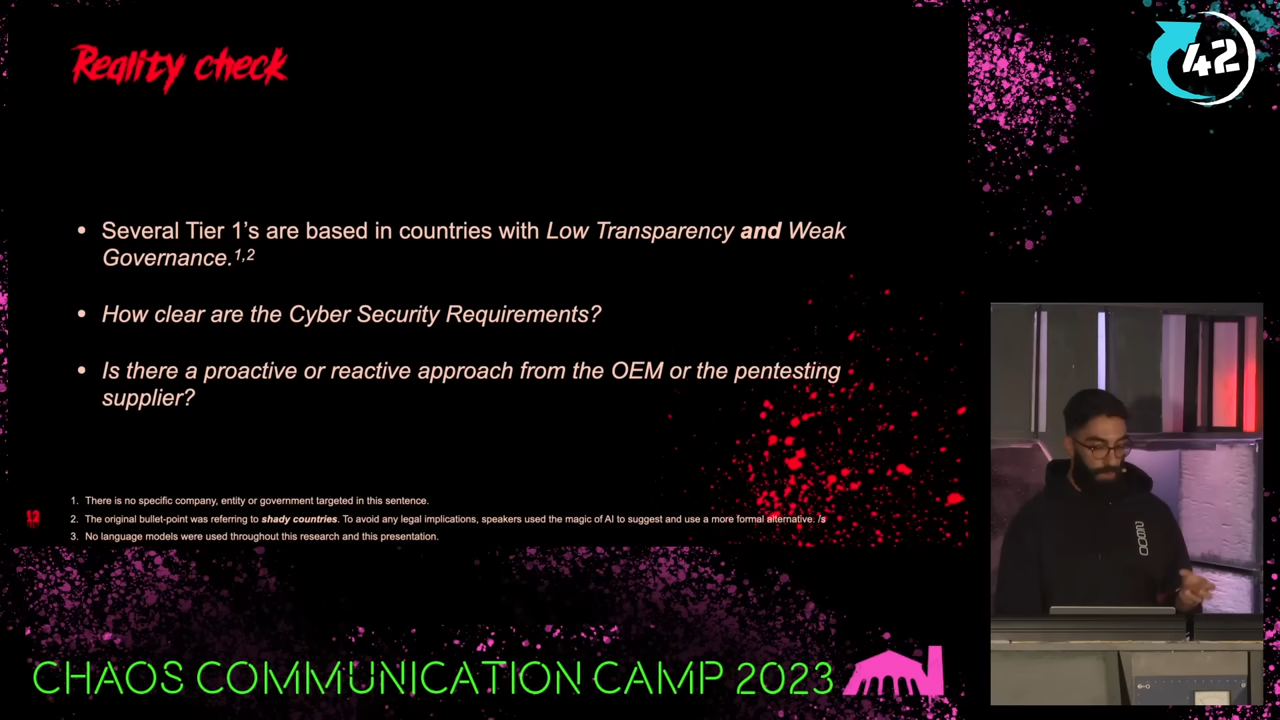 Reality check
42
• Several Tier 1's are based in countries with Low Transparency and Weak
Governance.1,2
• How clear are the Cyber Security Requirements?
• Is there a proactive or reactive approach from the OEM or the pentesting
supplier?
1. There is no specific company, entity or government targeted in this sentence.
2. The original bullet-point was referring to shady countries. To avoid any legal implications, speakers used the magic of AI to suggest and use a more formal alternative. /s
3. No language models were used throughout this research and this presentation.
12
CHAOS COMMUNICATION CAMP 2023